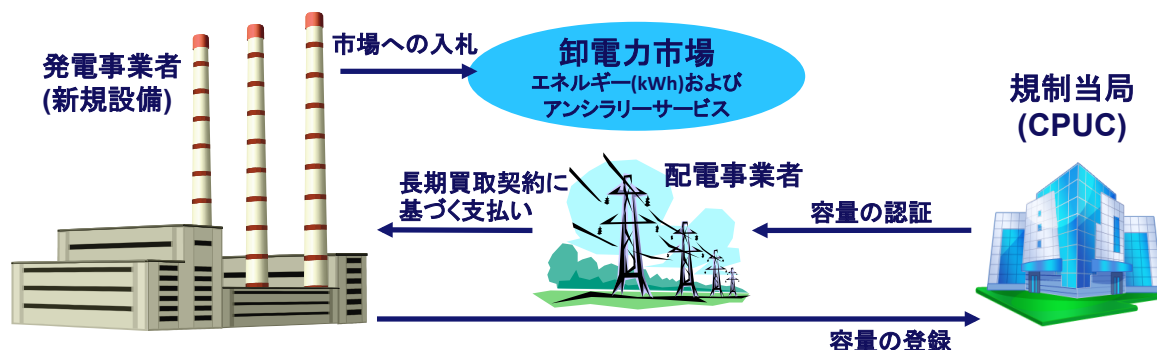 発電事業者
(新規設備)
市場への入札
卸電力市場
エネルギー(kWh)および
アンシラリーサービス
規制当局
(CPUC)
長期買取契約に
基づく支払い
配電事業者
容量の認証
容量の登録